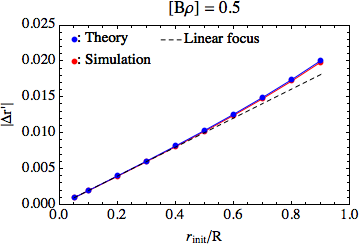 [Bρ] = 0.5
0.025
0.020
0.015
0.010
0.005
0.000
|Δr'|
: Theory
Linear focus
: Simulation
0.0 0.2 0.4 0.6 0.8 1.0
r_init/R